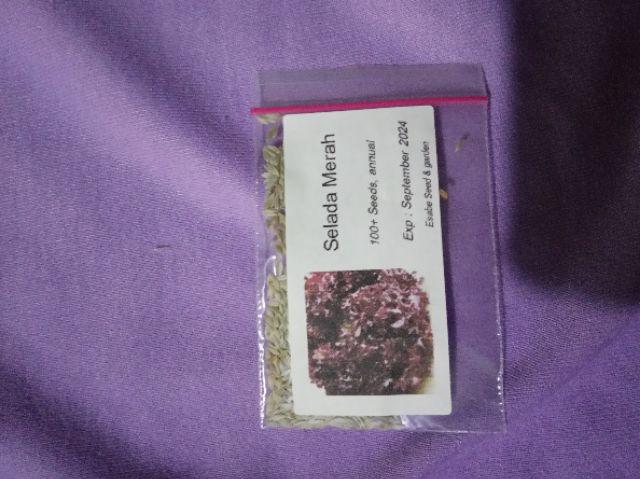 Selada Merah
100+ Seeds, annual
Exp : September 2024
Esabe Seed & garden